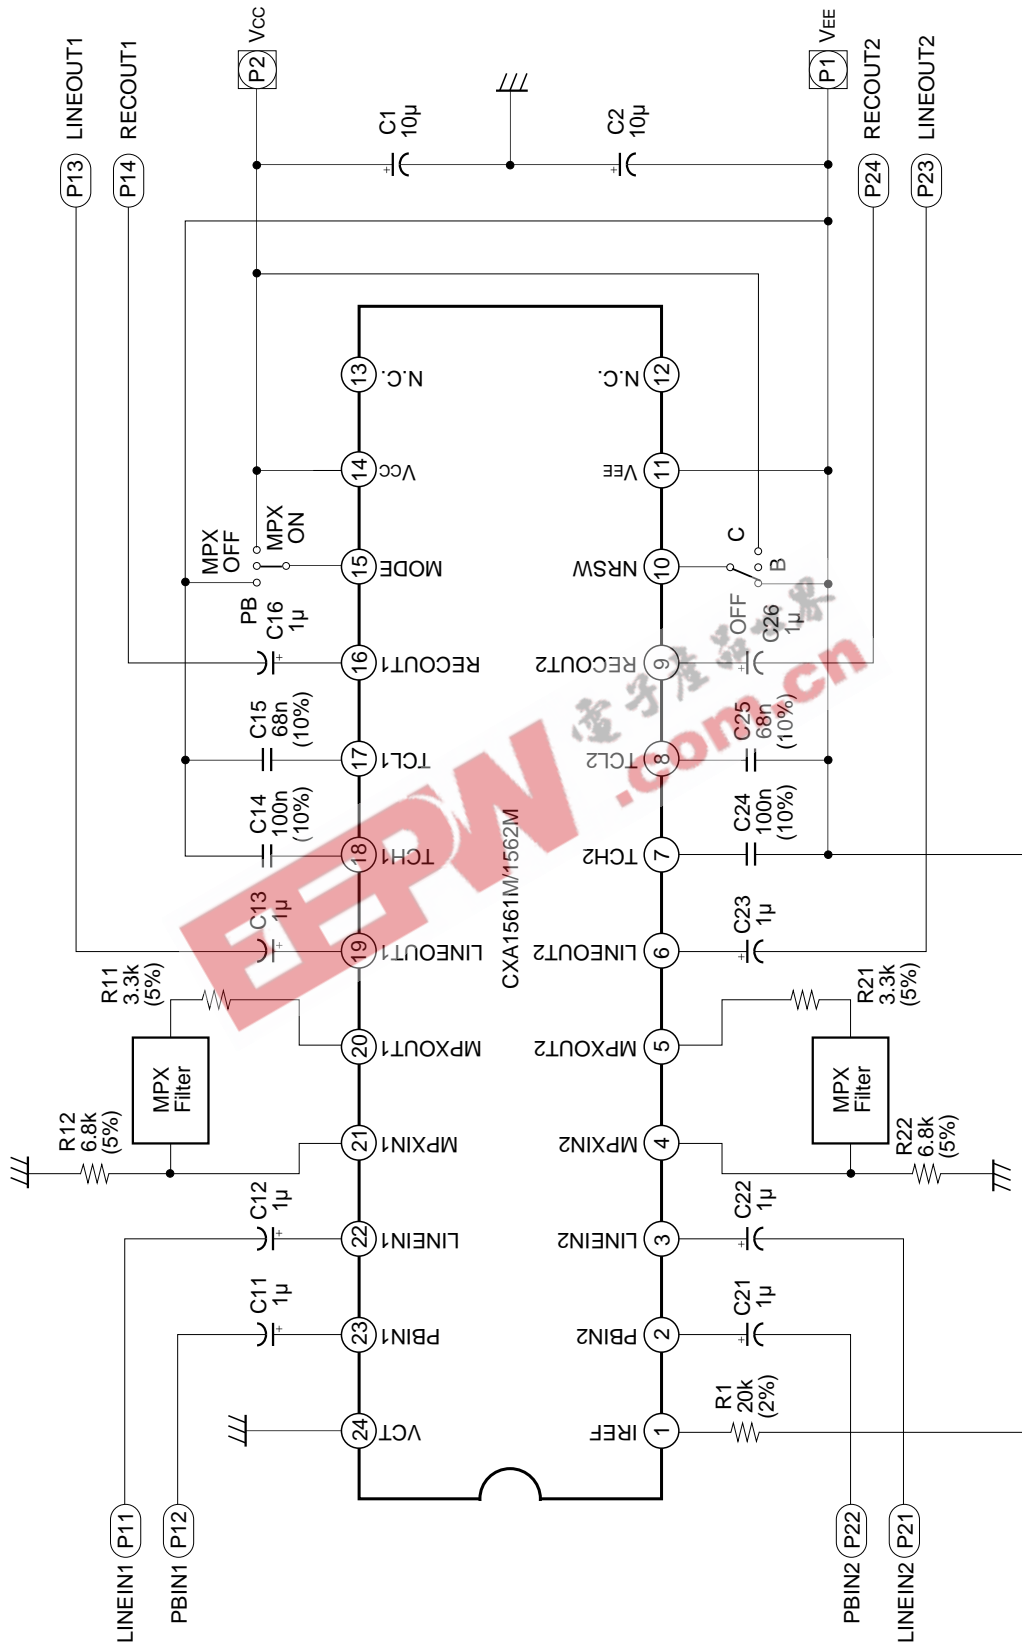 P13 LINEOUT1
P14 RECOUT1
P2 VCC
C1
10µ
C2
10µ
P1 VEE
P24 RECOUT2
P23 LINEOUT2
13 N.C.
14 VCC
15 MODE
16 RECOUT1
17 TCL1
18 TCH1
19 LINEOUT1
20 MPXOUT1
21 MPXIN1
22 LINEIN1
23 PBIN1
24 VCT
12 N.C.
11 VEE
10 NRSW
9 RECOUT2
8 TCL2
7 TCH2
6 LINEOUT2
5 MPXOUT2
4 MPXIN2
3 LINEIN2
2 PBIN2
1 IREF
CXA1561M/1562M
MPX
OFF
MPX
ON
PB
C16
1µ
C15
68n
(10%)
C14
100n
(10%)
C13
1µ
R11
3.3k
(5%)
MPX
Filter
R12
6.8k
(5%)
C12
1µ
C11
1µ
C
B
OFF
C26
1µ
C25
68n
(10%)
C24
100n
(10%)
C23
1µ
R21
3.3k
(5%)
MPX
Filter
R22
6.8k
(5%)
C22
1µ
C21
1µ
R1
20k
(2%)
LINEIN1 P11
PBIN1 P12
PBIN2 P22
LINEIN2 P21
EEPW.com.cn
電子產品世界